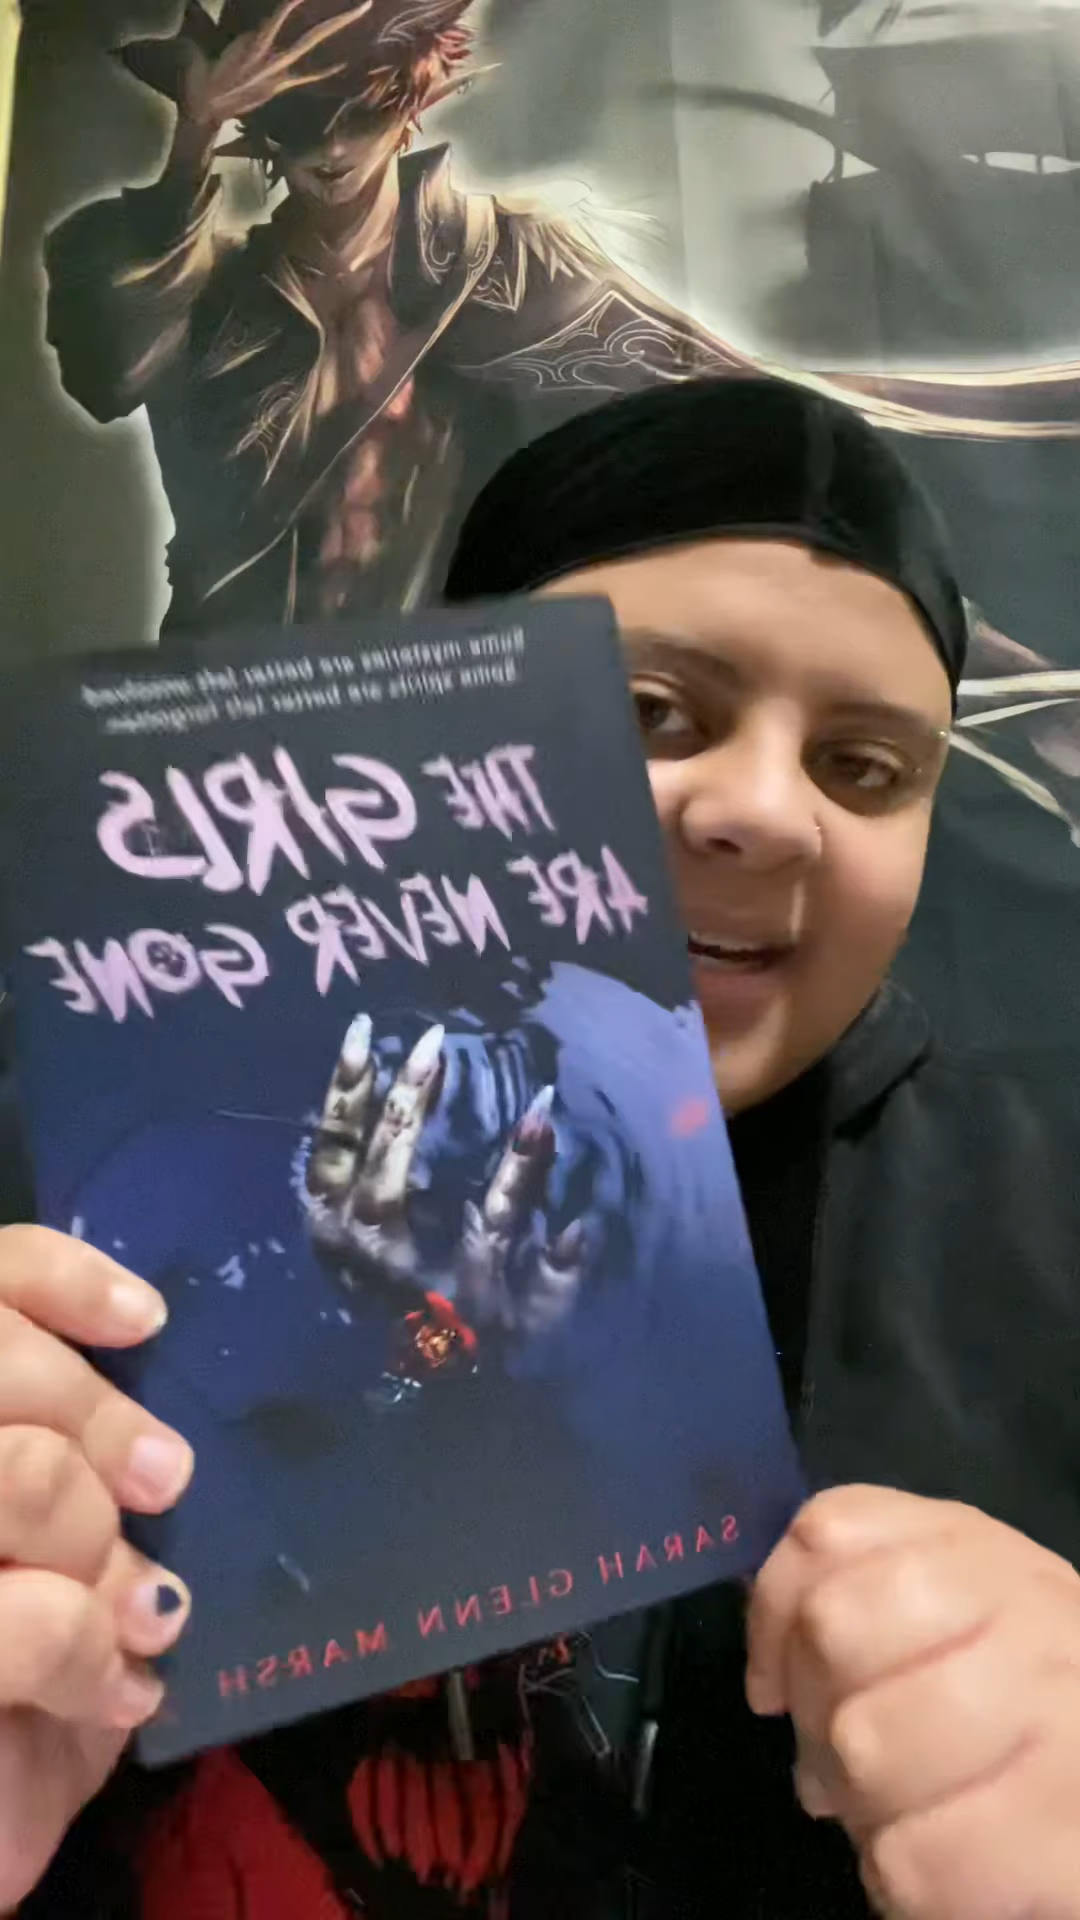 Some mysteries are better left unsolved.
Some spirits are better left forgotten.
THE GIRLS
ARE NEVER GONE
SARAH GLENN MARSH